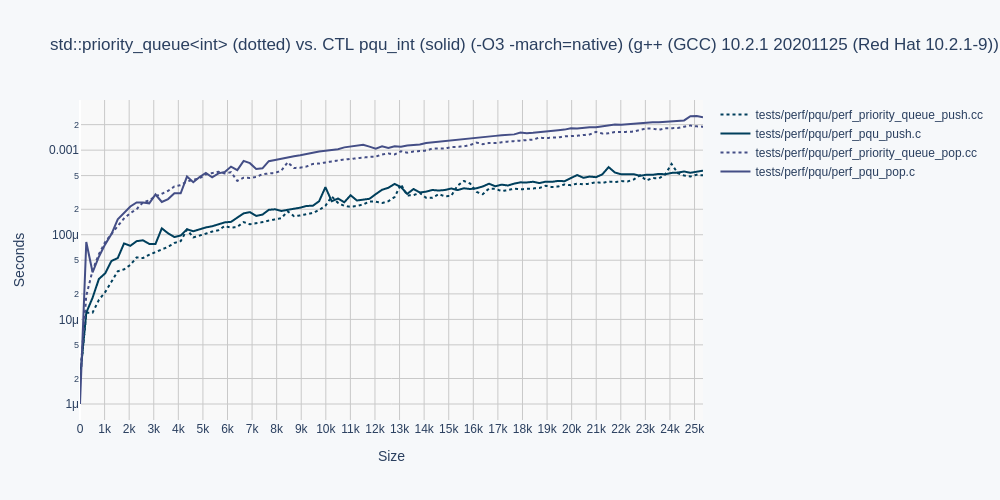 std::priority_queue<int> (dotted) vs. CTL pqu_int (solid) (-O3 -march=native) (g++ (GCC) 10.2.1 20201125 (Red Hat 10.2.1-9))
tests/perf/pqu/perf_priority_queue_push.cc
tests/perf/pqu/perf_pqu_push.c
tests/perf/pqu/perf_priority_queue_pop.cc
tests/perf/pqu/perf_pqu_pop.c
Seconds
2
0.001
5
2
100μ
5
2
10μ
5
2
1μ
0 1k 2k 3k 4k 5k 6k 7k 8k 9k 10k 11k 12k 13k 14k 15k 16k 17k 18k 19k 20k 21k 22k 23k 24k 25k
Size